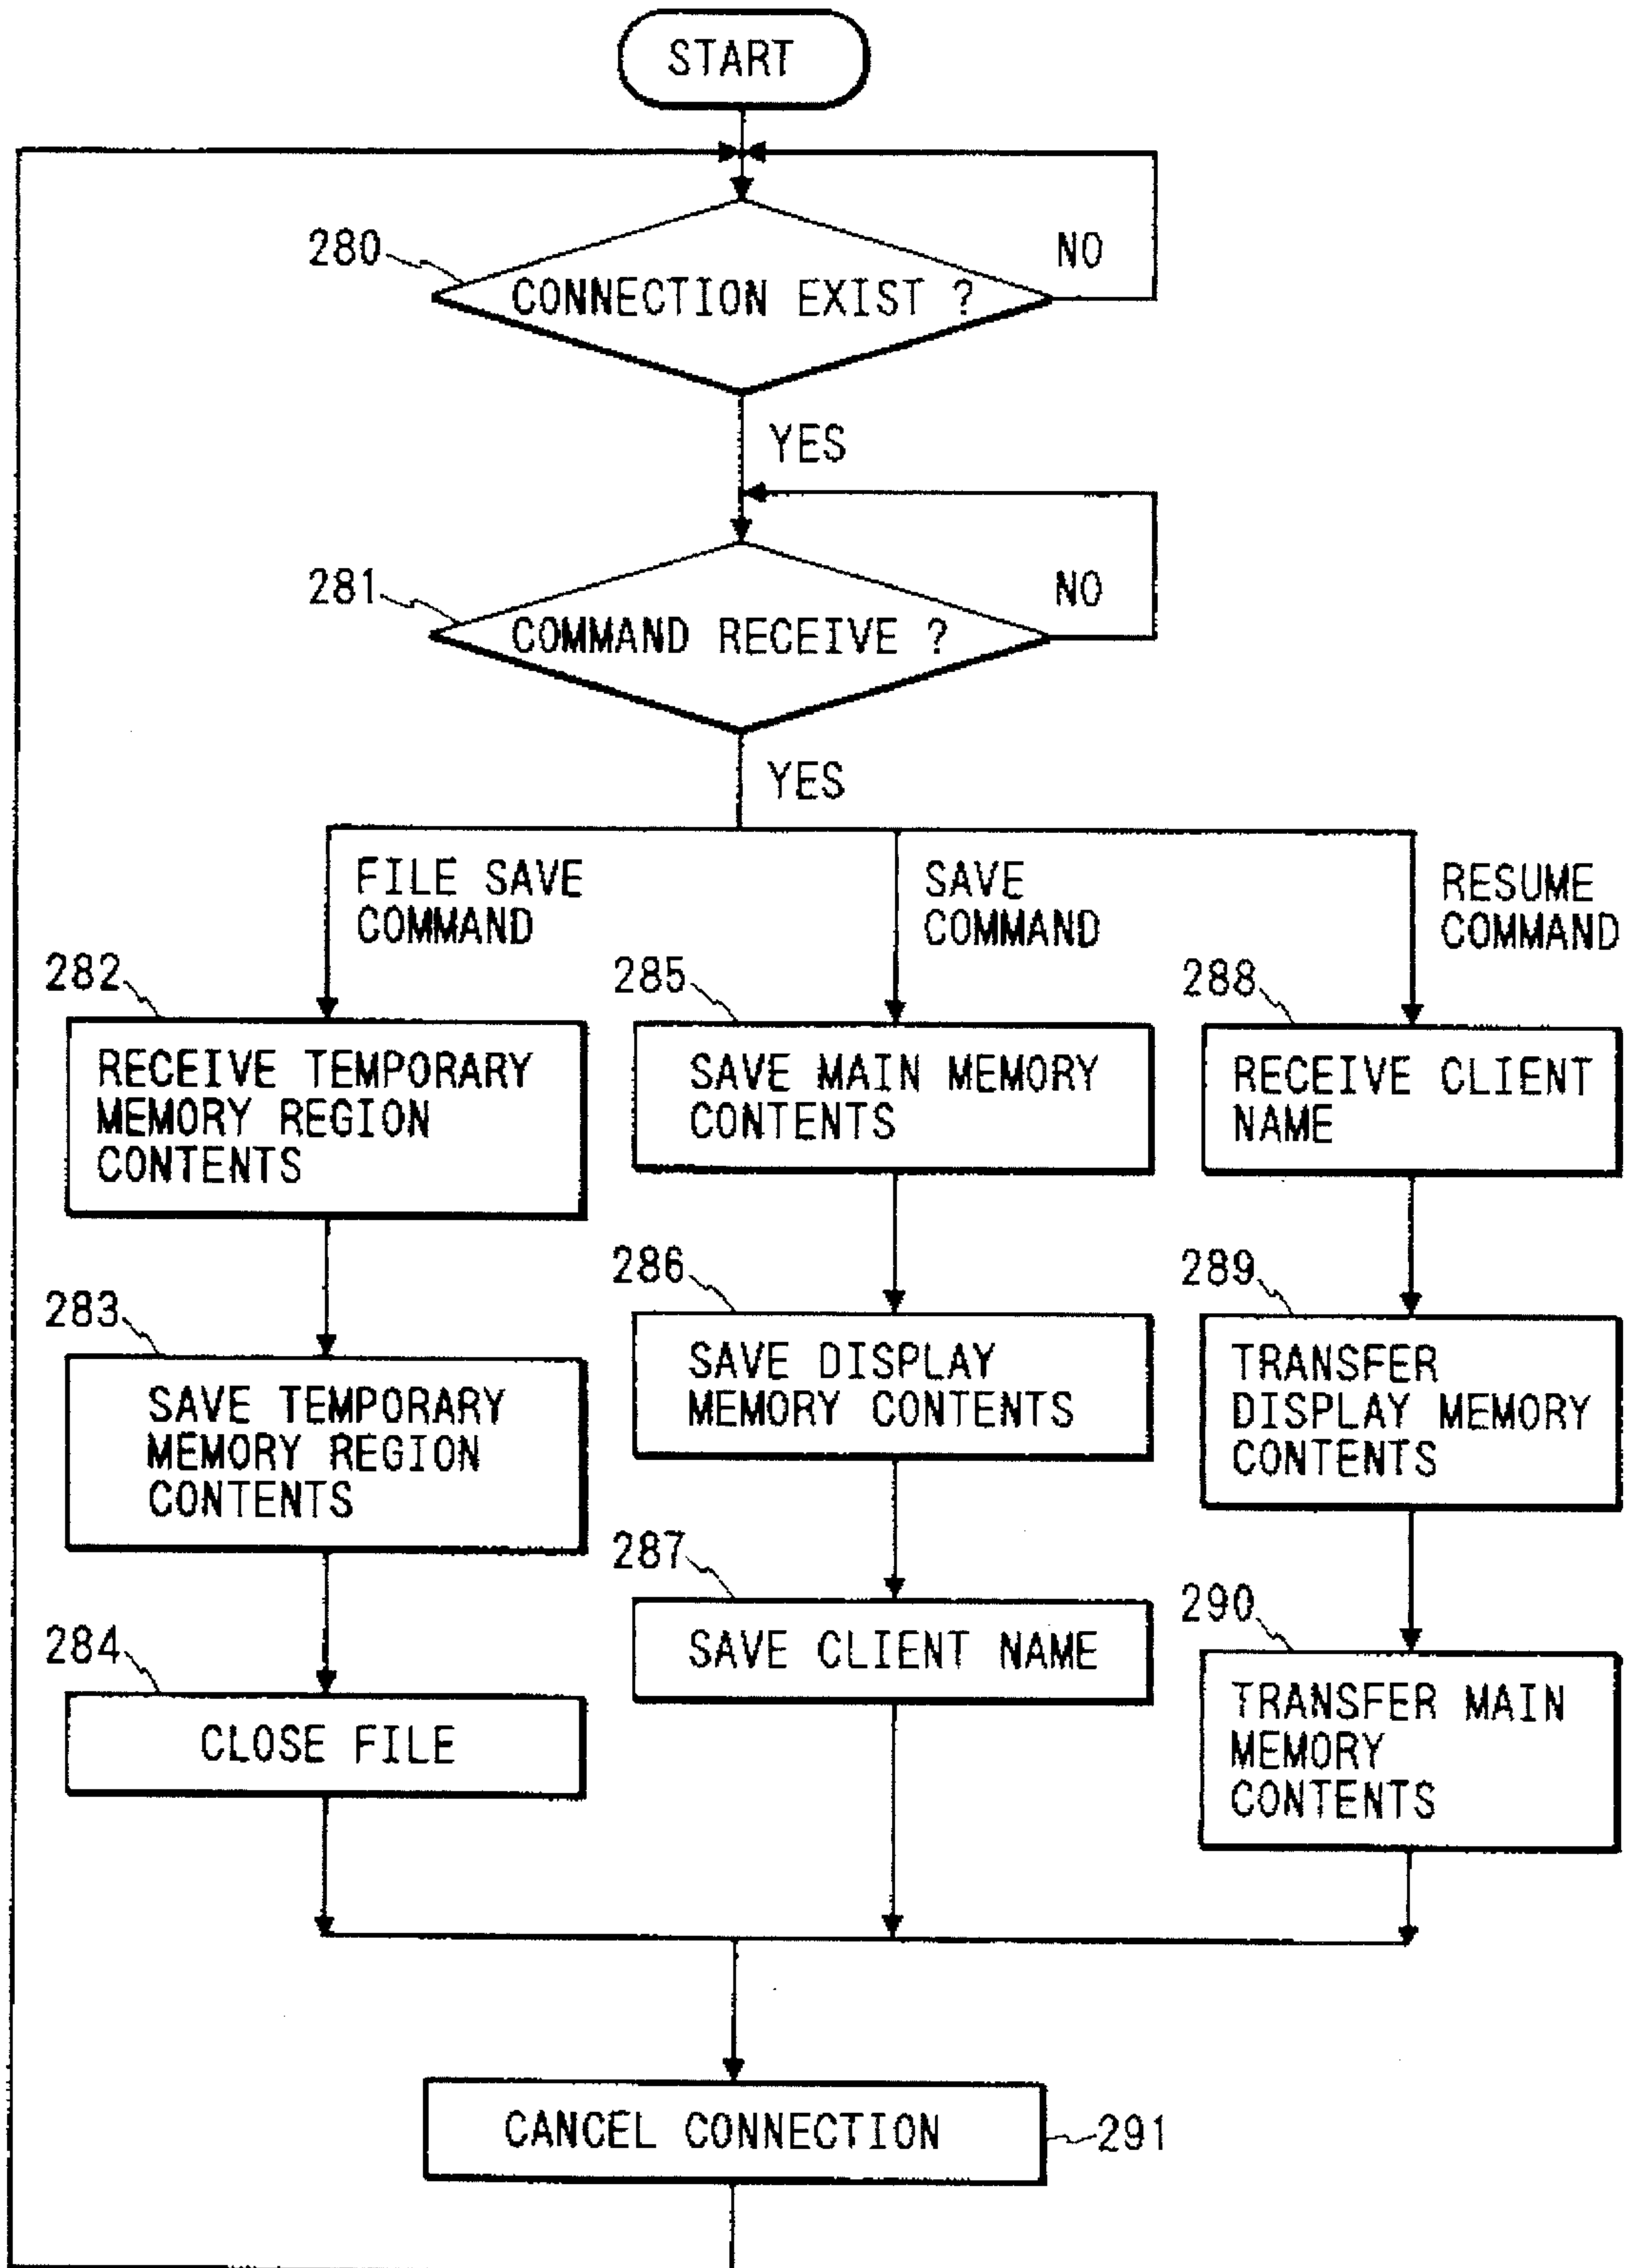 START
280
CONNECTION EXIST ?
NO
YES
281
COMMAND RECEIVE ?
NO
YES
FILE SAVE
COMMAND
SAVE
COMMAND
RESUME
COMMAND
282
RECEIVE TEMPORARY
MEMORY REGION
CONTENTS
283
SAVE TEMPORARY
MEMORY REGION
CONTENTS
284
CLOSE FILE
285
SAVE MAIN MEMORY
CONTENTS
286
SAVE DISPLAY
MEMORY CONTENTS
287
SAVE CLIENT NAME
288
RECEIVE CLIENT
NAME
289
TRANSFER
DISPLAY MEMORY
CONTENTS
290
TRANSFER MAIN
MEMORY
CONTENTS
CANCEL CONNECTION
291